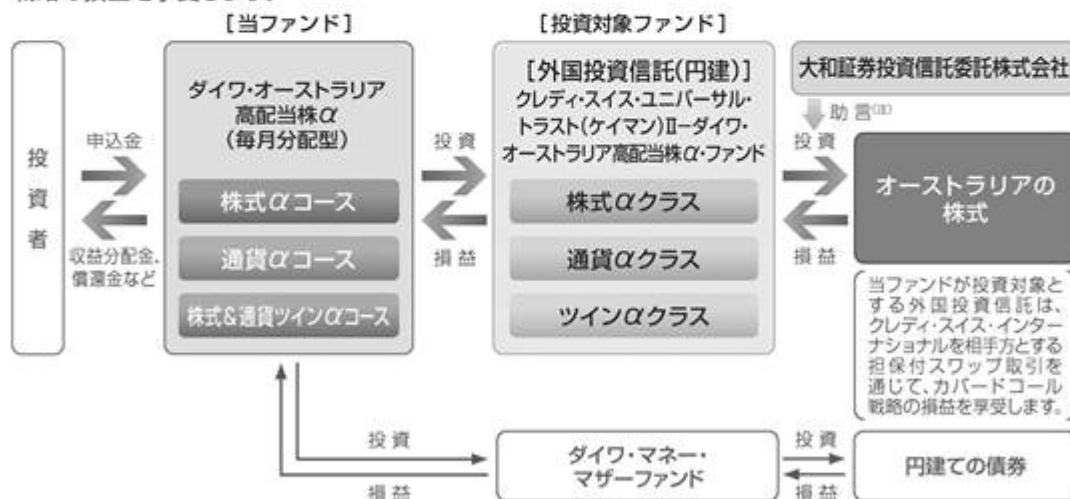 [当ファンド]
[投資対象ファンド]
投資者
申込金
収益分配金、
償還金など
ダイワ・オーストラリア
高配当株α
(毎月分配型)
株式αコース
通貨αコース
株式&通貨ツインαコース
投資
損益
[外国投資信託(円建)]
クレディ・スイス・ユニバーサル・
トラスト(ケイマン)Ⅱ-ダイワ・
オーストラリア高配当株α・ファンド
株式αクラス
通貨αクラス
ツインαクラス
大和証券投資信託委託株式会社
助言(注)
投資
損益
オーストラリアの
株式
当ファンドが投資対象と
する外国投資信託は、
クレディ・スイス・インター
ナショナルを相手方とする
担保付スワップ取引を
通じて、カバードコール
戦略の損益を享受します。
投資
損益
ダイワ・マネー・
マザーファンド
投資
損益
円建ての債券